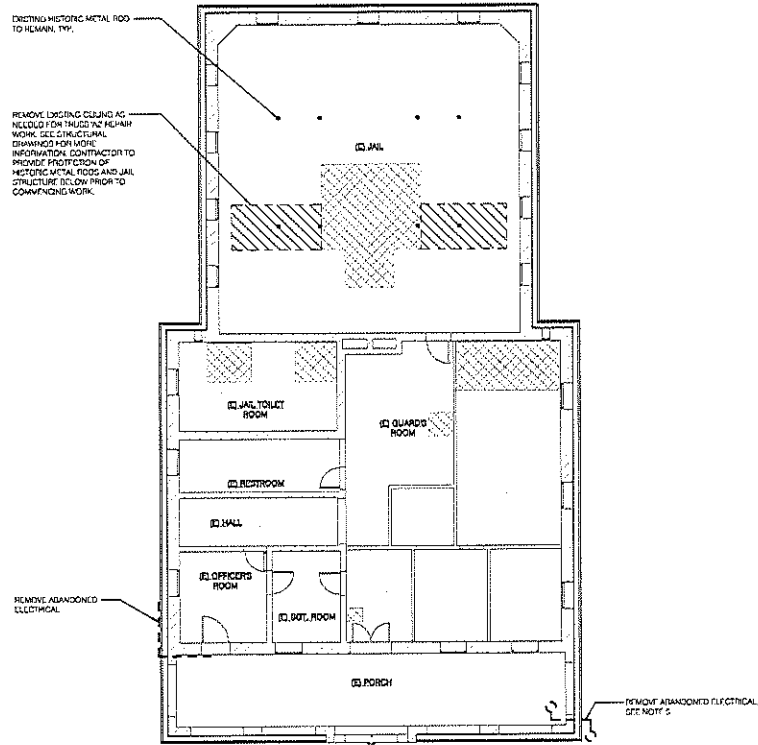 EXISTING HISTORIC METAL ROD
TO REMAIN, TYP.
REMOVE EXISTING CEILING AS
NEEDED FOR TRUSS REPAIR
WORK. SEE STRUCTURAL
DRAWINGS FOR MORE
INFORMATION. CONTRACTOR TO
PROVIDE PROTECTION OF
HISTORIC METAL RODS AND JAIL
STRUCTURE BELOW PRIOR TO
COMMENCING WORK.
(E) JAIL
(E) JAIL TOILET
ROOM
(E) GUARD'S
ROOM
(E) RESTROOM
(E) HALL
(E) OFFICER'S
ROOM
(E) SGT. ROOM
REMOVE ABANDONED
ELECTRICAL
(E) PORCH
REMOVE ABANDONED ELECTRICAL
SEE NOTE 5